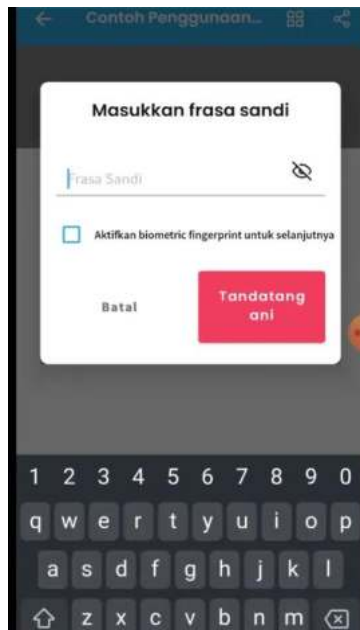 Contoh Penggunaan...
Masukkan frasa sandi
Frasa Sandi
Aktifkan biometric fingerprint untuk selanjutnya
Batal
Tandatang
ani
1 2 3 4 5 6 7 8 9 0
q w e r t y u i o p
a s d f g h j k l
z x c v b n m